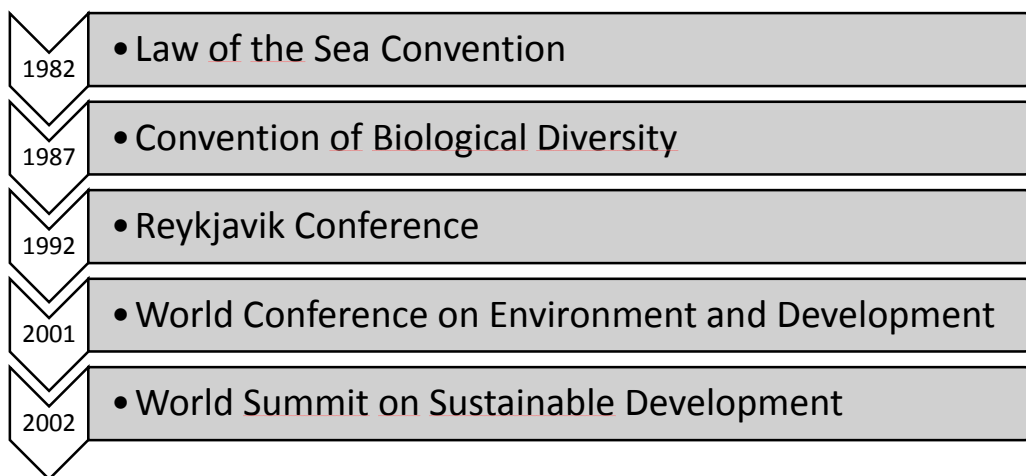 1982
• Law of the Sea Convention
1987
• Convention of Biological Diversity
1992
• Reykjavik Conference
2001
• World Conference on Environment and Development
2002
• World Summit on Sustainable Development